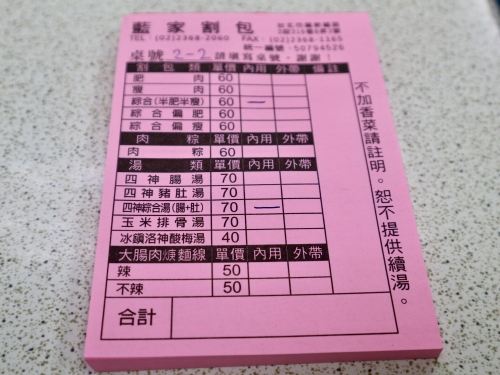 藍家割包
TEL:(02)2368-2060 FAX:(02)2368-1165
統一編號:50794526
桌號 2-2 請填寫桌號,謝謝!
割包類 單價 內用 外帶 備註
肥肉 60
瘦肉 60
綜合(半肥半瘦) 60 一
綜合偏肥 60
綜合偏瘦 60
肉粽 單價 內用 外帶
肉粽 60
湯類 單價 內用 外帶
四神腸湯 70
四神豬肚湯 70
四神綜合湯(腸+肚) 70 一
玉米排骨湯 70
冰鎮洛神酸梅湯 40
大腸肉焿麵線 單價 內用 外帶
辣 50
不辣 50
合計
不加香菜請註明。恕不提供續湯。